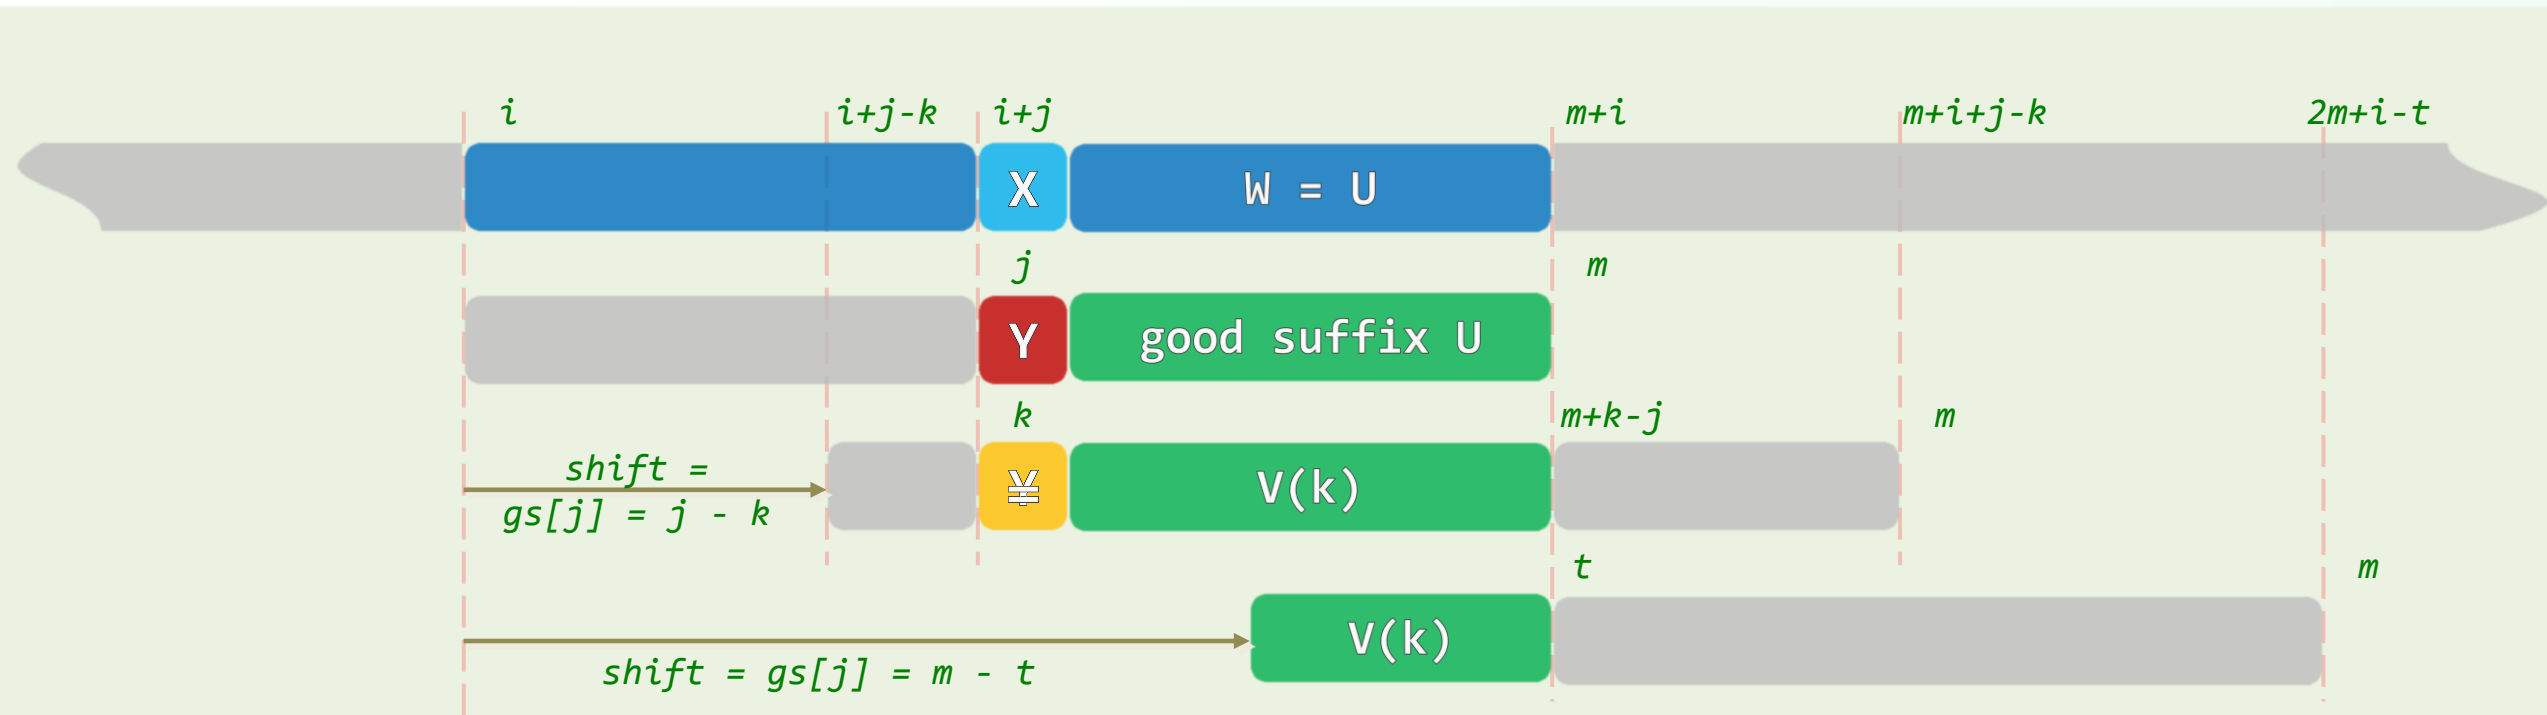 i i+j-k i+j m+i m+i+j-k 2m+i-t
X W = U
j m
Y good suffix U
k m+k-j m
shift =
¥ V(k)
gs[j] = j - k
t m
V(k)
shift = gs[j] = m - t